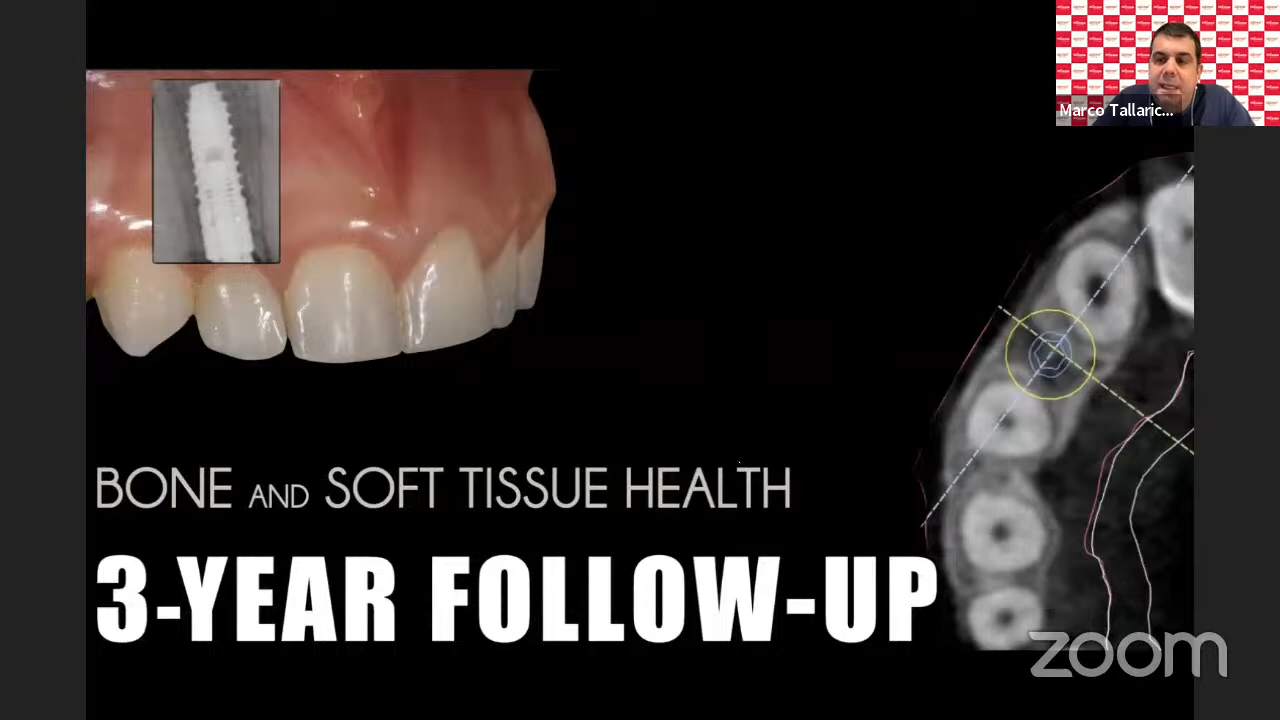 Marco Tallaric...
BONE AND SOFT TISSUE HEALTH
3-YEAR FOLLOW-UP
zoom